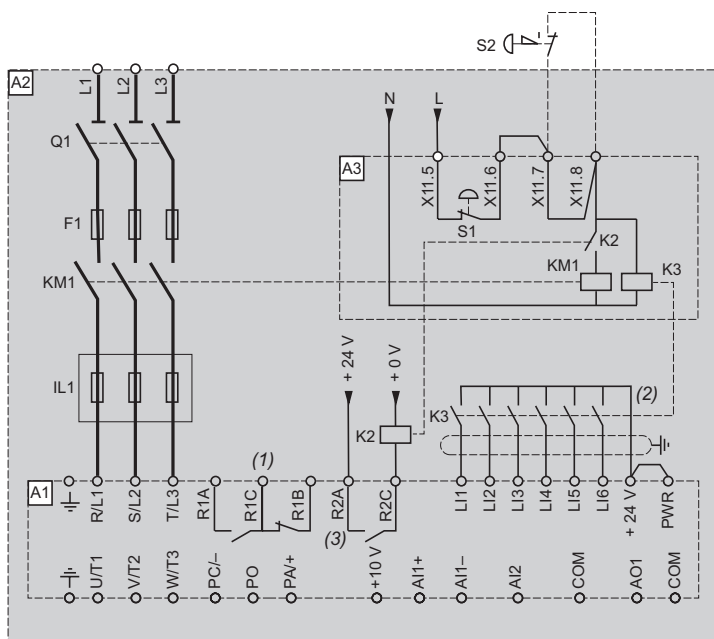 S2
A2
L1 L2 L3
N L
Q1
A3
X11.5 X11.6 X11.7 X11.8
S1
K2
F1
KM1
KM1
K3
+ 24 V
+ 0 V
IL1
K2
K3
(2)
(1)
A1
R/L1 S/L2 T/L3 R1A R1C R1B R2A R2C LI1 LI2 LI3 LI4 LI5 LI6 + 24 V PWR
(3)
U/T1 V/T2 W/T3 PC/– PO PA/+ +10 V AI1+ AI1– AI2 COM AO1 COM